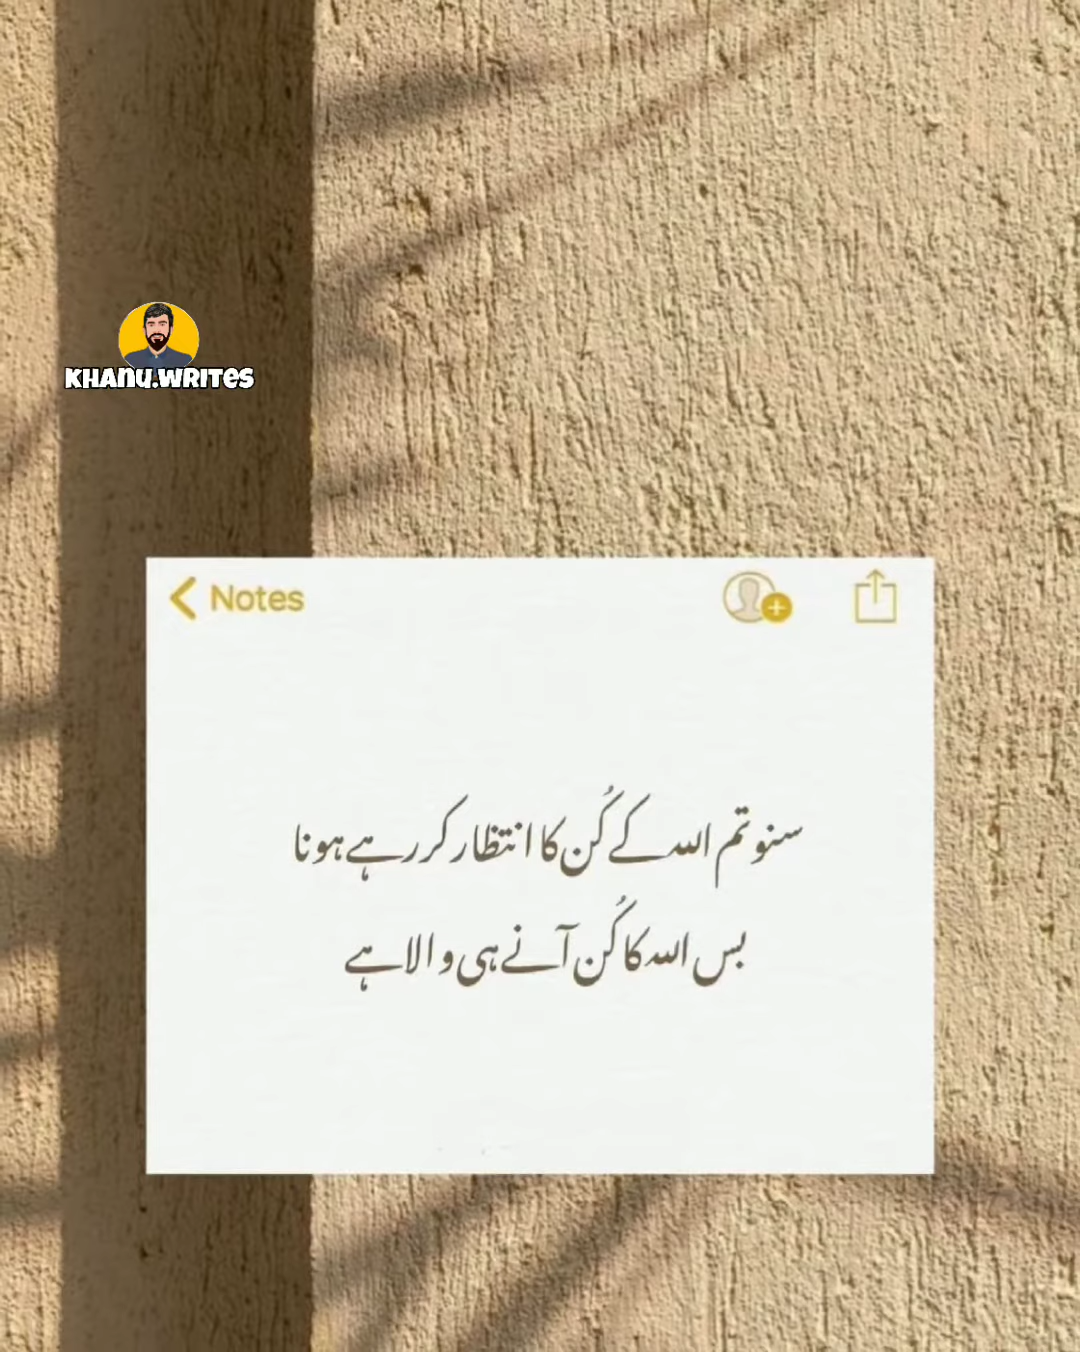 KHANU.WRITES
Notes
سنو تم اللہ کے کُن کا انتظار کر رہے ہو نا
بس اللہ کا کُن آنے ہی والا ہے